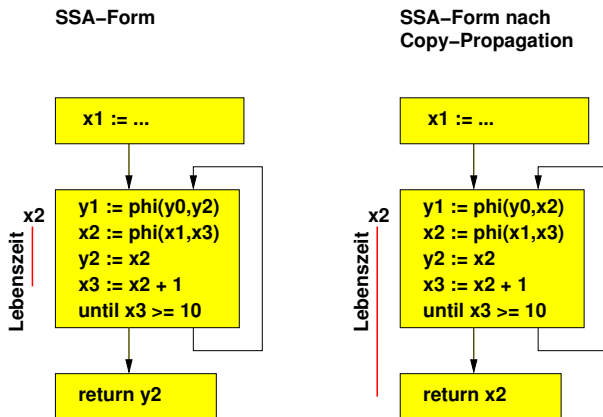 SSA–Form
x1 := ...
x2
Lebenszeit
y1 := phi(y0,y2)
x2 := phi(x1,x3)
y2 := x2
x3 := x2 + 1
until x3 >= 10
return y2
SSA–Form nach
Copy–Propagation
x1 := ...
x2
Lebenszeit
y1 := phi(y0,x2)
x2 := phi(x1,x3)
y2 := x2
x3 := x2 + 1
until x3 >= 10
return x2